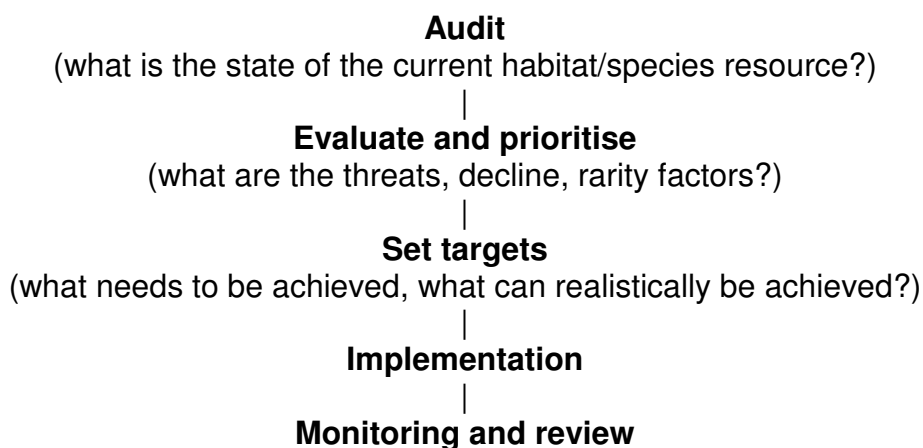 Audit
(what is the state of the current habitat/species resource?)
|
Evaluate and prioritise
(what are the threats, decline, rarity factors?)
|
Set targets
(what needs to be achieved, what can realistically be achieved?)
|
Implementation
|
Monitoring and review